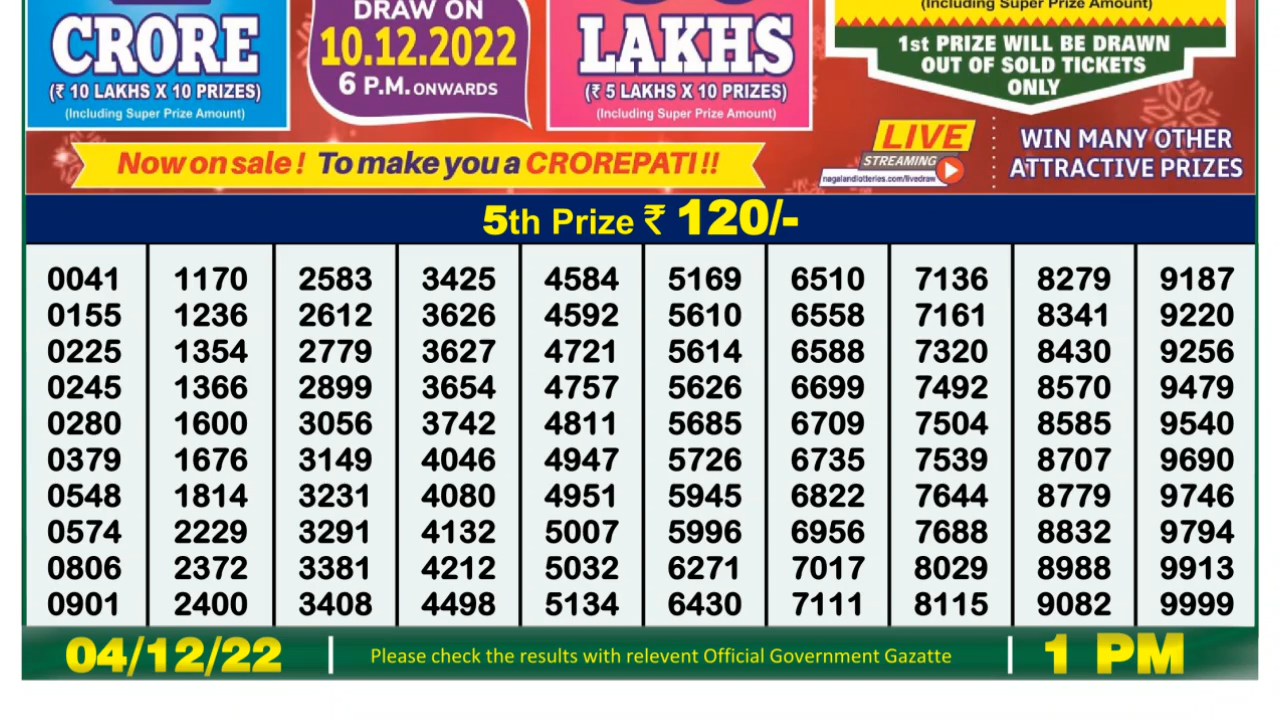 CRORE
(₹ 10 LAKHS X 10 PRIZES)
(Including Super Prize Amount)
DRAW ON
10.12.2022
6 P.M. ONWARDS
LAKHS
(₹ 5 LAKHS X 10 PRIZES)
(Including Super Prize Amount)
(Including Super Prize Amount)
1st PRIZE WILL BE DRAWN
OUT OF SOLD TICKETS
ONLY
Now on sale! To make you a CROREPATI!!
LIVE
STREAMING
nagalandlotteries.com/livedraw
WIN MANY OTHER
ATTRACTIVE PRIZES
5th Prize ₹ 120/-
0041 1170 2583 3425 4584 5169 6510 7136 8279 9187
0155 1236 2612 3626 4592 5610 6558 7161 8341 9220
0225 1354 2779 3627 4721 5614 6588 7320 8430 9256
0245 1366 2899 3654 4757 5626 6699 7492 8570 9479
0280 1600 3056 3742 4811 5685 6709 7504 8585 9540
0379 1676 3149 4046 4947 5726 6735 7539 8707 9690
0548 1814 3231 4080 4951 5945 6822 7644 8779 9746
0574 2229 3291 4132 5007 5996 6956 7688 8832 9794
0806 2372 3381 4212 5032 6271 7017 8029 8988 9913
0901 2400 3408 4498 5134 6430 7111 8115 9082 9999
04/12/22 Please check the results with relevent Official Government Gazatte 1 PM